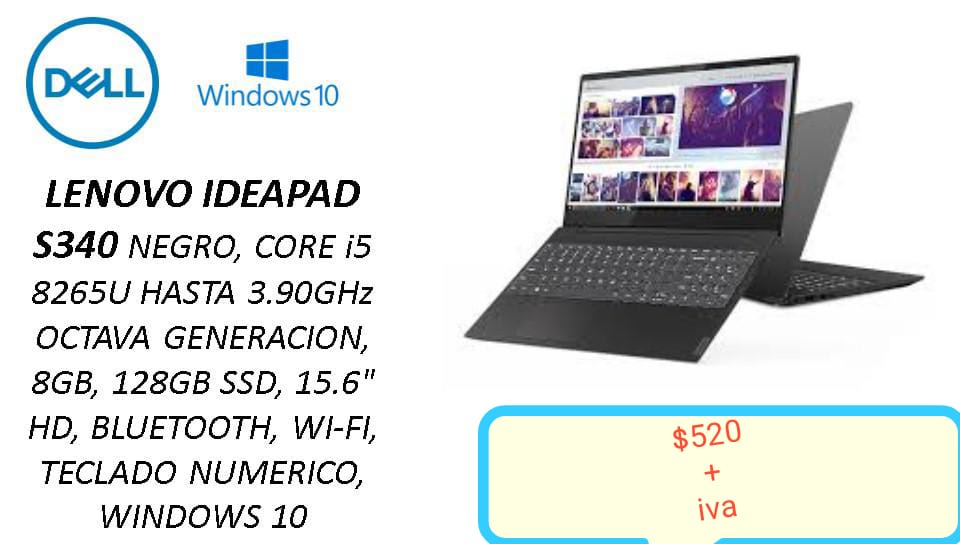 DELL
Windows 10
LENOVO IDEAPAD
S340 NEGRO, CORE i5
8265U HASTA 3.90GHz
OCTAVA GENERACION,
8GB, 128GB SSD, 15.6"
HD, BLUETOOTH, WI-FI,
TECLADO NUMERICO,
WINDOWS 10
$520
+
iva